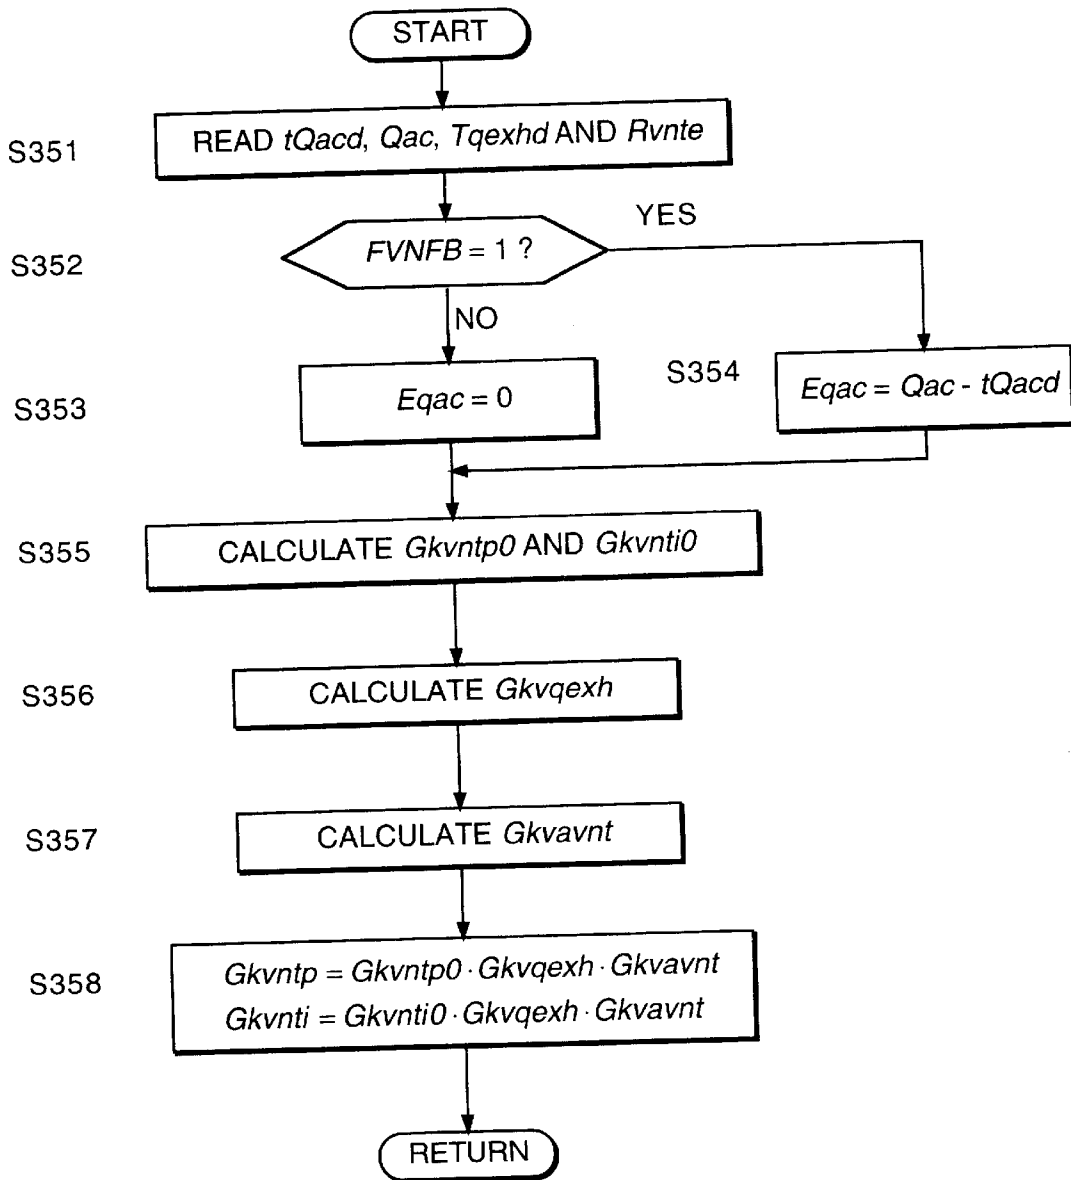 START
S351
READ tQacd, Qac, Tqexhd AND Rvnte
S352
FVNFB = 1 ?
YES
NO
S353
Eqac = 0
S354
Eqac = Qac - tQacd
S355
CALCULATE Gkvntp0 AND Gkvnti0
S356
CALCULATE Gkvqexh
S357
CALCULATE Gkvavnt
S358
Gkvntp = Gkvntp0 · Gkvqexh · Gkvavnt
Gkvnti = Gkvnti0 · Gkvqexh · Gkvavnt
RETURN